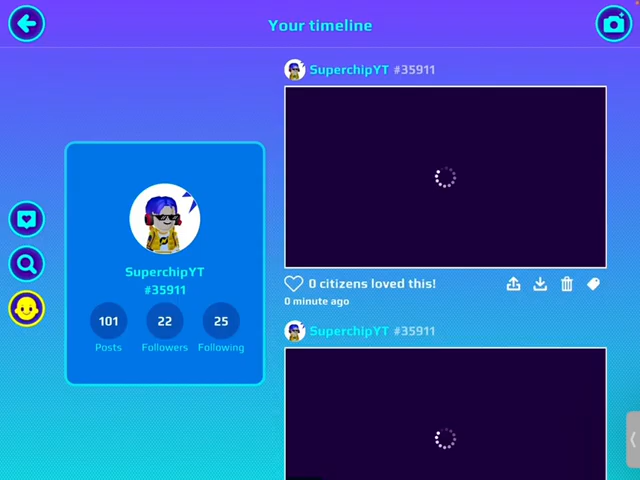 Your timeline
SuperchipYT #35911
SuperchipYT
#35911
101 22 25
Posts Followers Following
0 citizens loved this!
0 minute ago
SuperchipYT #35911